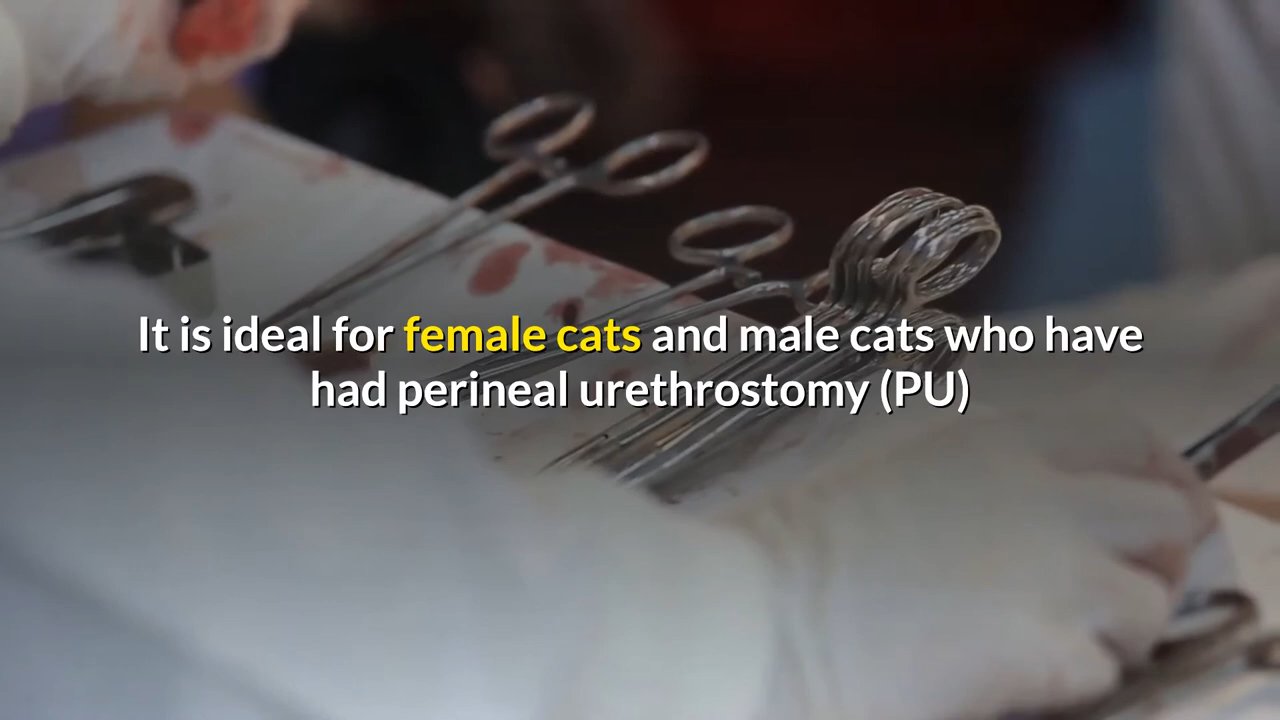 It is ideal for female cats and male cats who have
had perineal urethrostomy (PU)